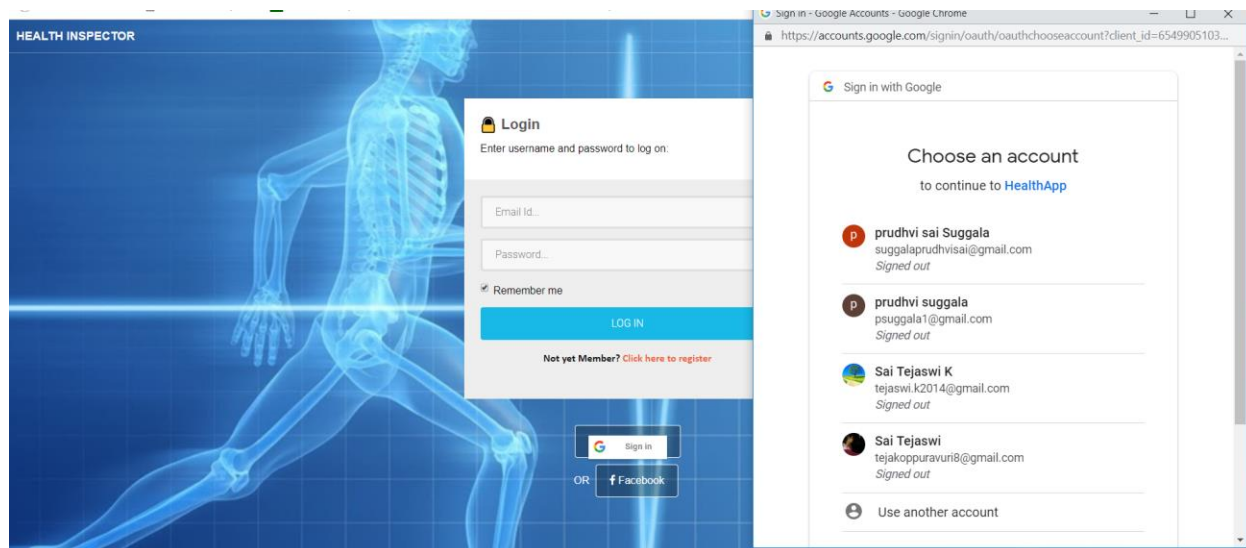 HEALTH INSPECTOR
Login
Enter username and password to log on:
Email Id...
Password...
Remember me
LOG IN
Not yet Member? Click here to register
Sign in
OR
f Facebook
Sign in - Google Accounts - Google Chrome
https://accounts.google.com/signin/oauth/oauthchooseaccount?client_id=6549905103...
G Sign in with Google
Choose an account
to continue to HealthApp
P
prudhvi sai Suggala
suggalaprudhvisai@gmail.com
Signed out
P
prudhvi suggala
psuggala1@gmail.com
Signed out
Sai Tejaswi K
tejaswi.k2014@gmail.com
Signed out
Sai Tejaswi
tejakoppuravuri8@gmail.com
Signed out
Use another account